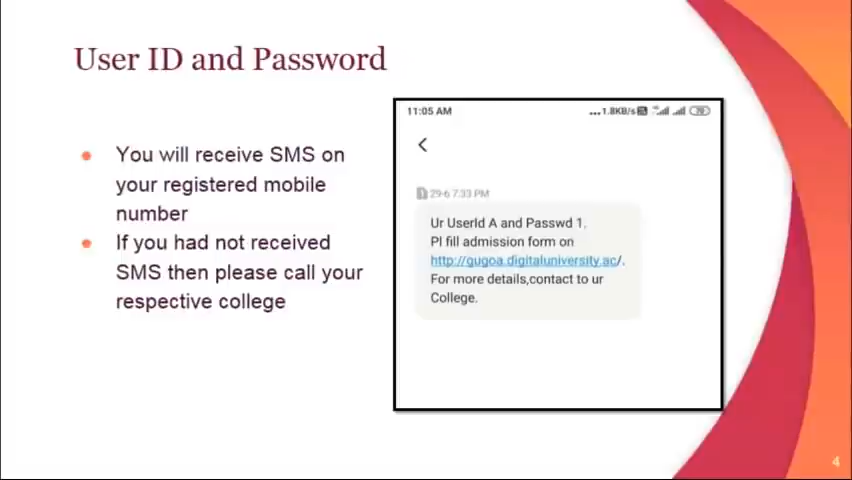 User ID and Password
You will receive SMS on
your registered mobile
number
If you had not received
SMS then please call your
respective college
11:05 AM
...1.8KB/s
29-6 7:33 PM
Ur UserId A and Passwd 1.
Pl fill admission form on
http://gugoa.digitaluniversity.ac/.
For more details,contact to ur
College.
4